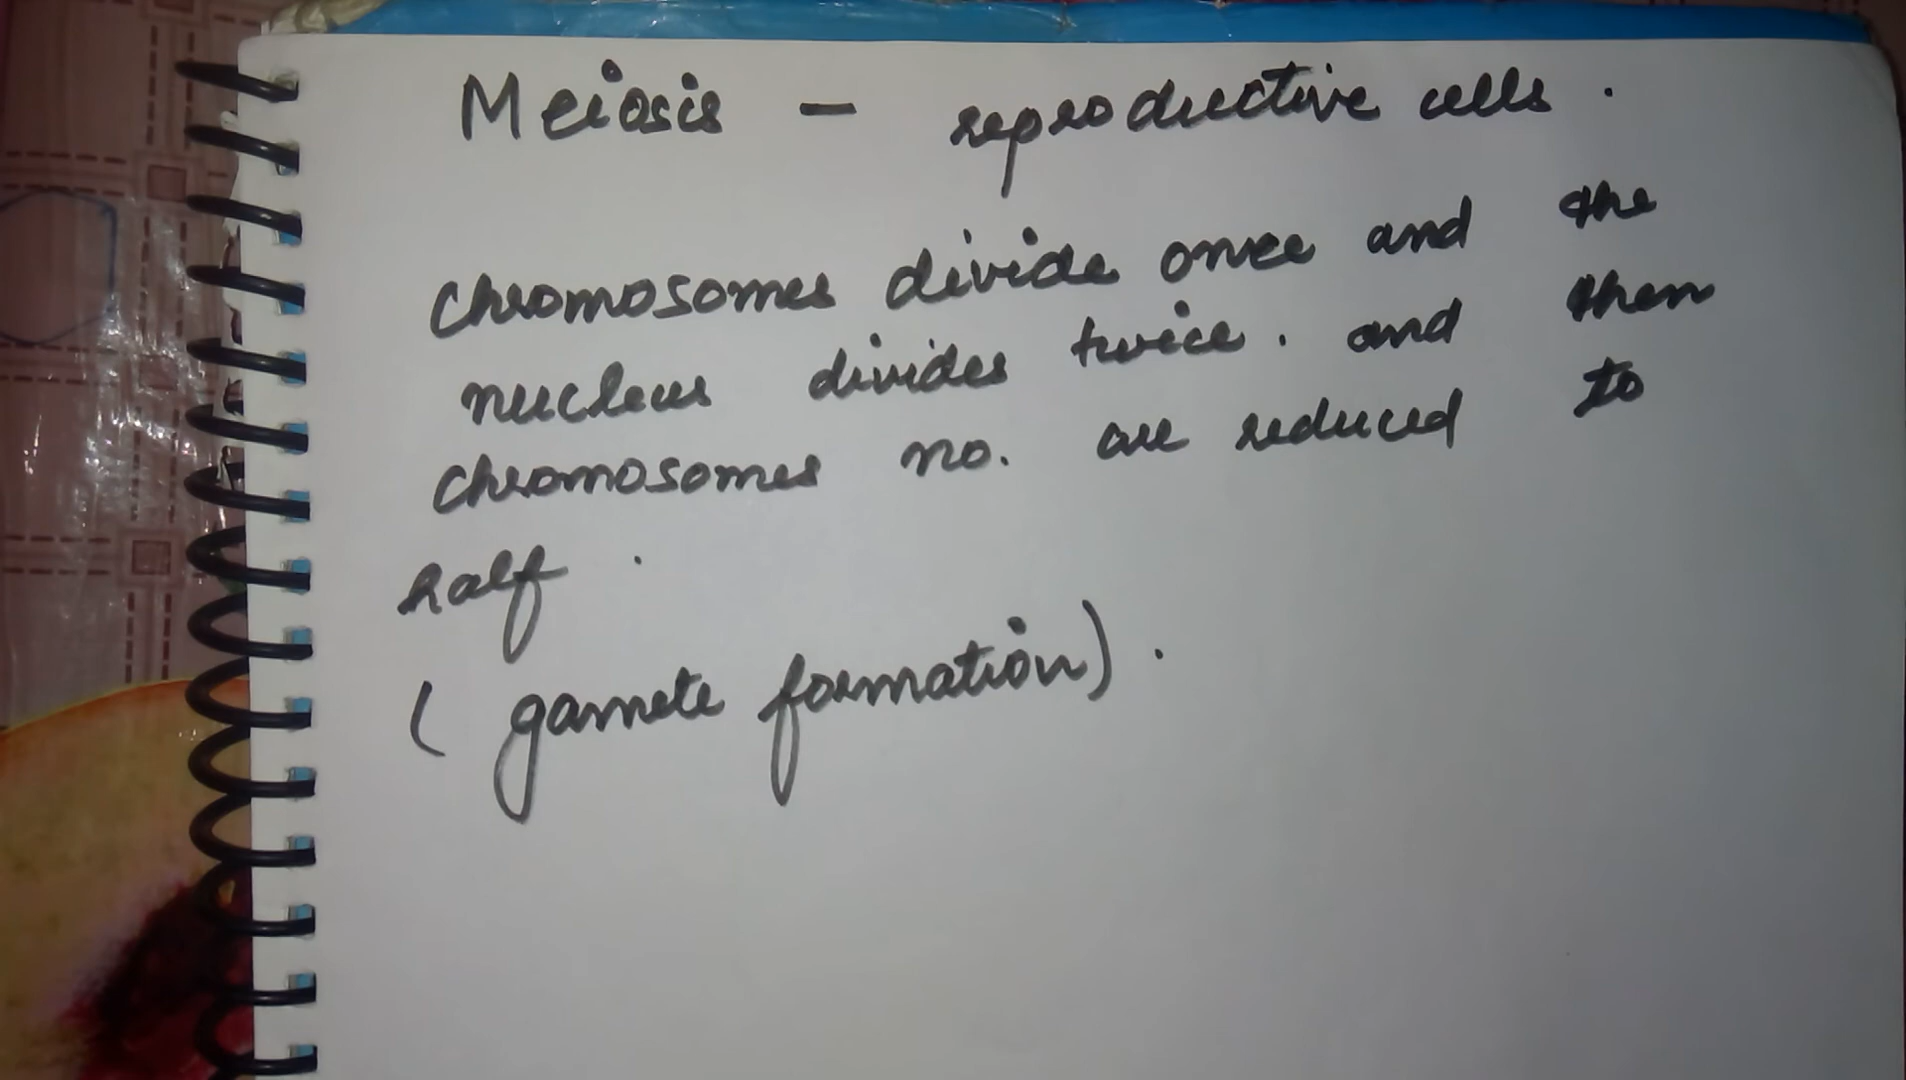 Meiosis - reproductive cells.
Chromosomes divide once and the
nucleus divides twice. and then
chromosomes no. are reduced to
half.
( gamete formation).